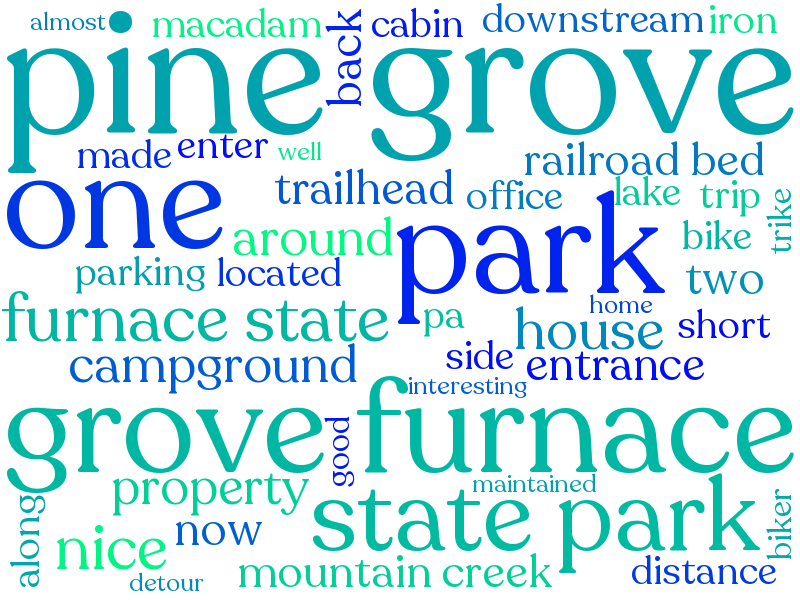 almost
macadam
back
cabin
downstream
iron
pine grove
made
enter
well
railroad bed
one
trailhead
office
lake
trip
trike
around
park
bike
parking
located
two
furnace state
pa
home
house
short
campground
side
entrance
interesting
grove furnace
good
property
maintained
state park
along
nice
now
biker
detour
mountain creek
distance